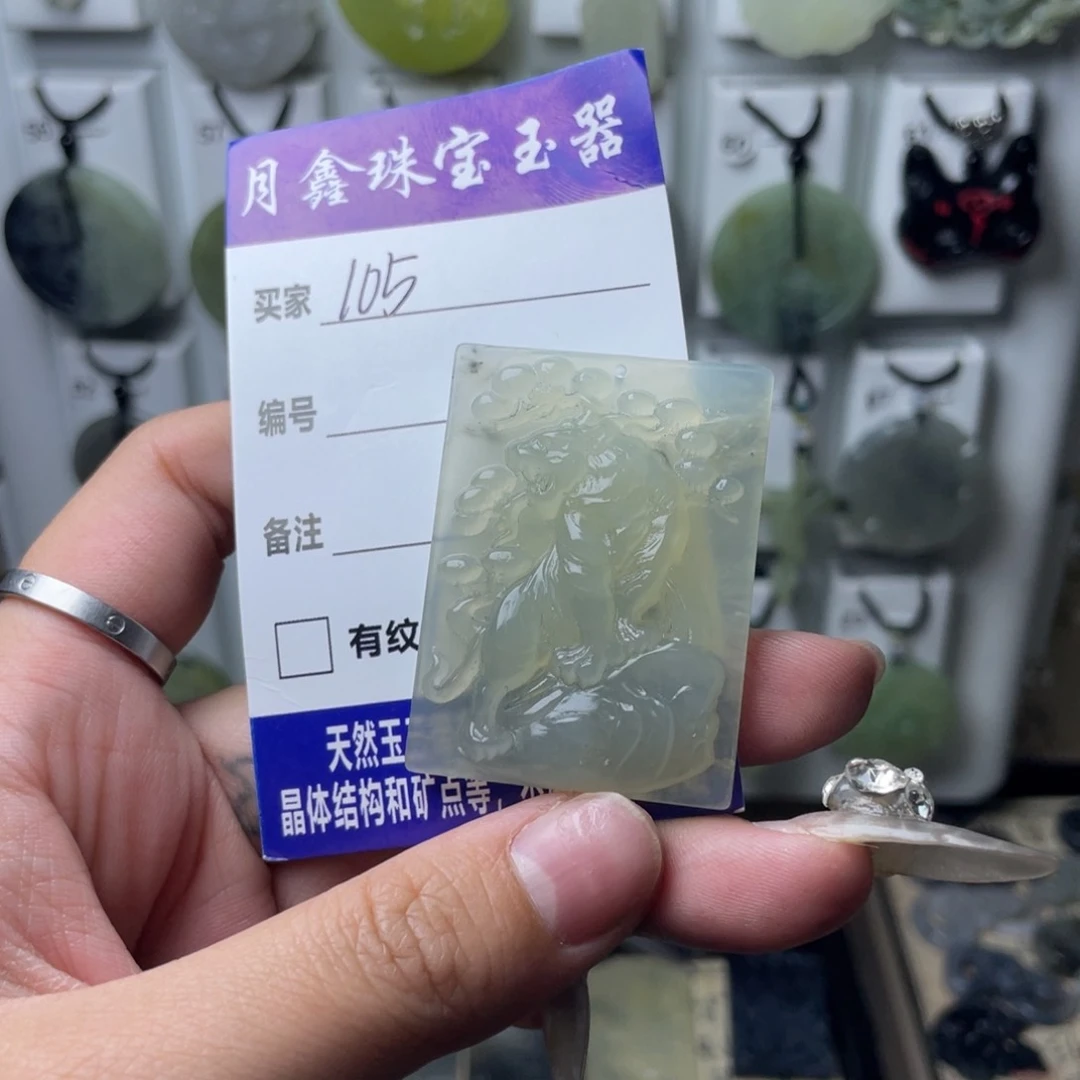 月鑫珠宝玉器
买家 105
编号
备注
有纹
天然玉
晶体结构和矿点等,